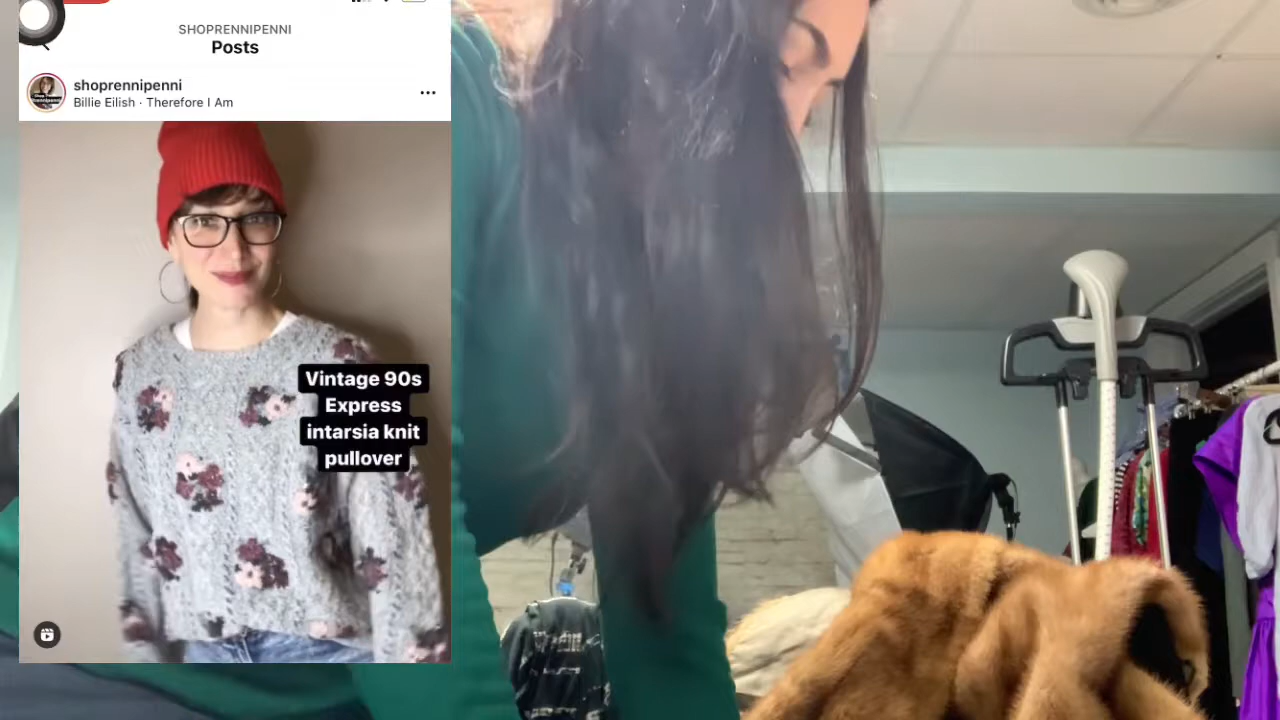 SHOPRENNIPENNI
Posts
shoprennipenni
Billie Eilish · Therefore I Am
Vintage 90s
Express
intarsia knit
pullover